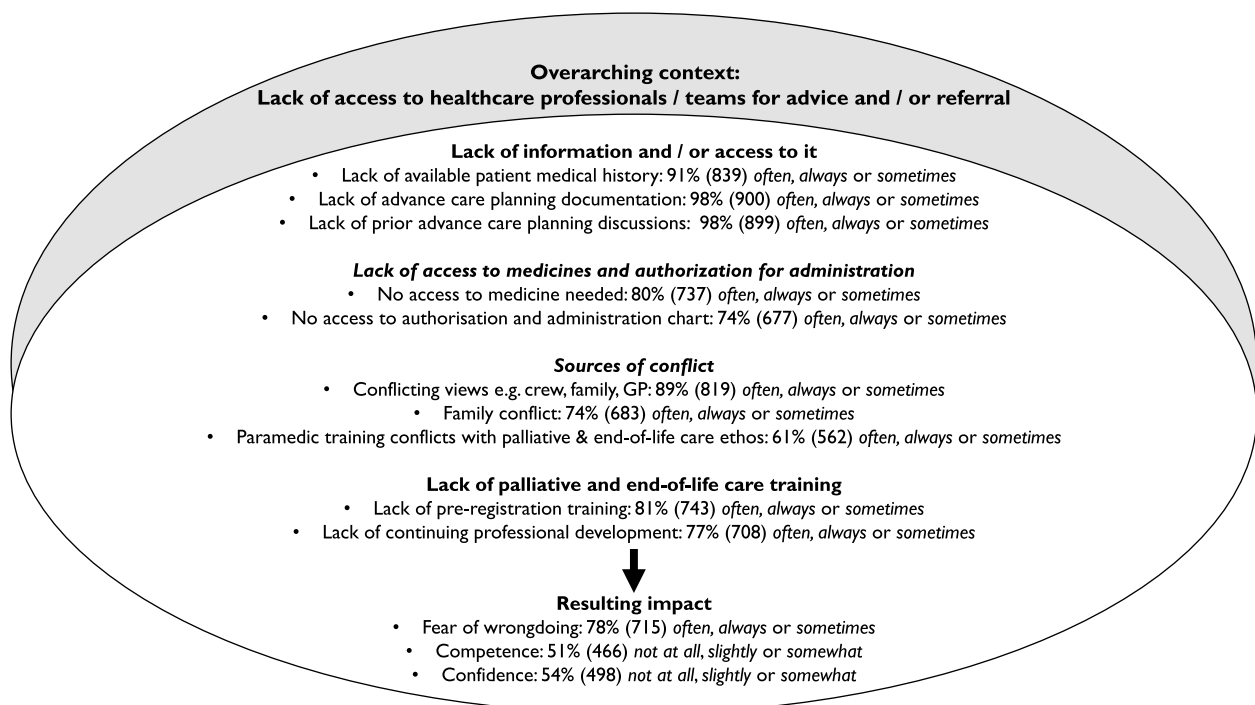 Overarching context:
Lack of access to healthcare professionals / teams for advice and / or referral
Lack of information and / or access to it
• Lack of available patient medical history: 91% (839) often, always or sometimes
• Lack of advance care planning documentation: 98% (900) often, always or sometimes
• Lack of prior advance care planning discussions: 98% (899) often, always or sometimes
Lack of access to medicines and authorization for administration
• No access to medicine needed: 80% (737) often, always or sometimes
• No access to authorisation and administration chart: 74% (677) often, always or sometimes
Sources of conflict
• Conflicting views e.g. crew, family, GP: 89% (819) often, always or sometimes
• Family conflict: 74% (683) often, always or sometimes
• Paramedic training conflicts with palliative & end-of-life care ethos: 61% (562) often, always or sometimes
Lack of palliative and end-of-life care training
• Lack of pre-registration training: 81% (743) often, always or sometimes
• Lack of continuing professional development: 77% (708) often, always or sometimes
Resulting impact
• Fear of wrongdoing: 78% (715) often, always or sometimes
• Competence: 51% (466) not at all, slightly or somewhat
• Confidence: 54% (498) not at all, slightly or somewhat